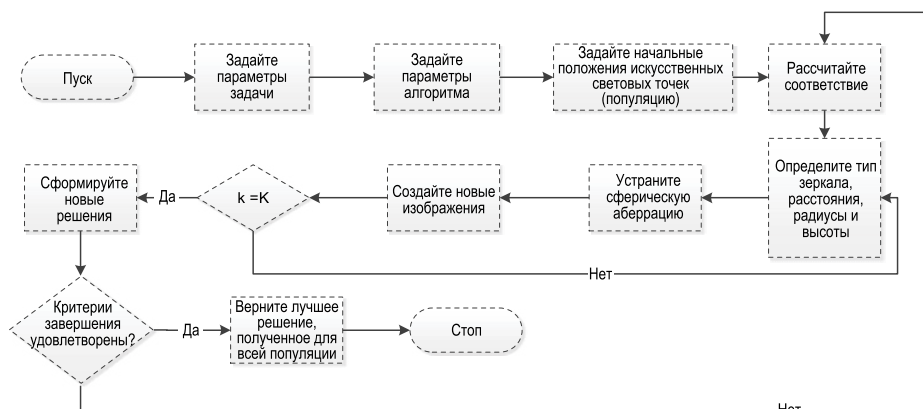 Пуск
Задайте
параметры
задачи
Задайте
параметры
алгоритма
Задайте начальные
положения искусственных
световых точек
(популяцию)
Рассчитайте
соответствие
Определите тип
зеркала,
расстояния,
радиусы и
высоты
Устраните
сферическую
аберрацию
Создайте новые
изображения
k =K
Да
Сформируйте
новые
решения
Нет
Критерии
завершения
удовлетворены?
Да
Верните лучшее
решение,
полученное для
всей популяции
Стоп
Нет